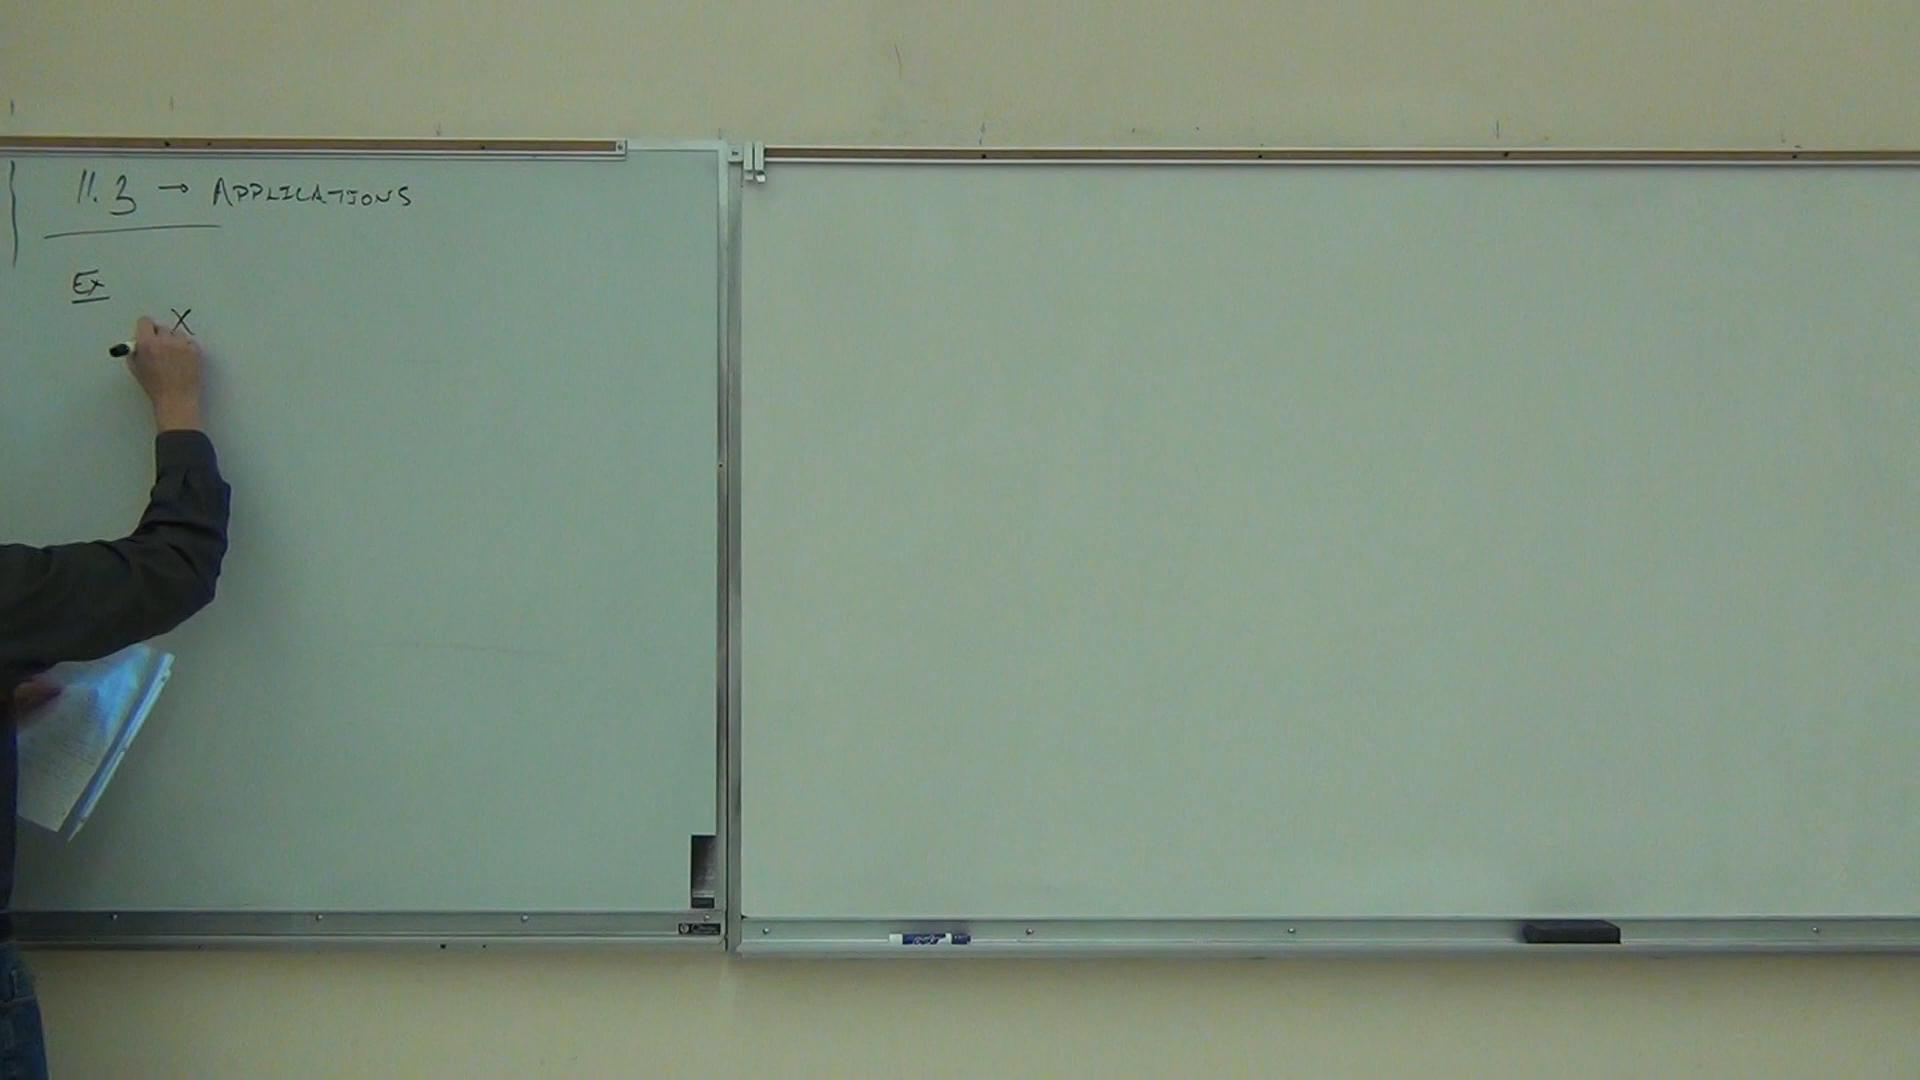 11.3 → APPLICATIONS
Ex
X